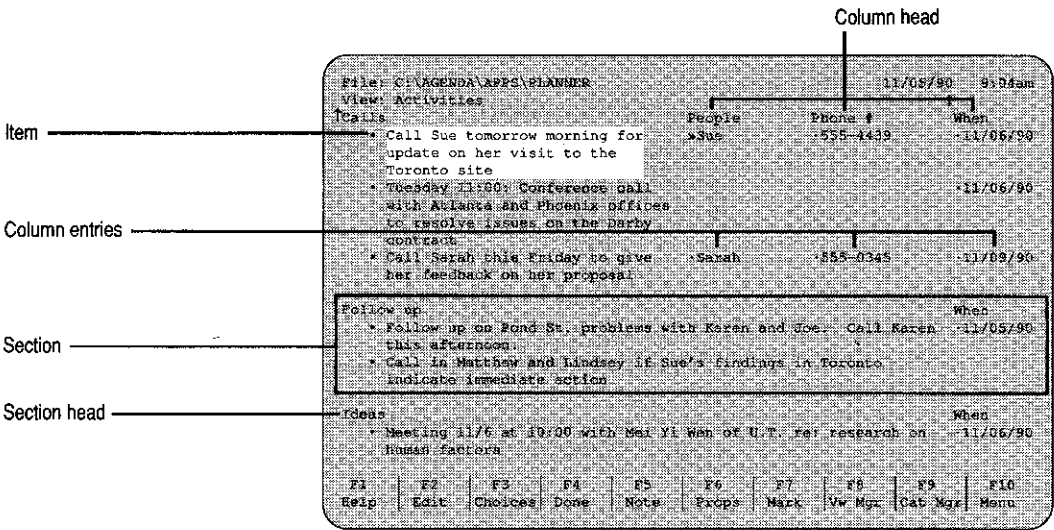 Column head
File: C:\AGENDA\APPS\PLANNER 11/05/90 9:04am
View: Activities
Calls People Phone # When
Item
• Call Sue tomorrow morning for »Sue ·555-4439 ·11/06/90
update on her visit to the
Toronto site
• Tuesday 11:00: Conference call ·11/06/90
with Atlanta and Phoenix offices
to resolve issues on the Darby
contract
Column entries
• Call Sarah this Friday to give ·Sarah ·555-0345 ·11/09/90
her feedback on her proposal
Follow up When
• Follow up on Pond St. problems with Karen and Joe. Call Karen ·11/05/90
this afternoon.
Section
• Call in Matthew and Lindsey if Sue's findings in Toronto
indicate immediate action
Section head
Ideas When
• Meeting 11/6 at 10:00 with Mei Yi Wen of U.T. re: research on ·11/06/90
human factors
F1 F2 F3 F4 F5 F6 F7 F8 F9 F10
Help Edit Choices Done Note Props Mark Vw Mgr Cat Mgr Menu